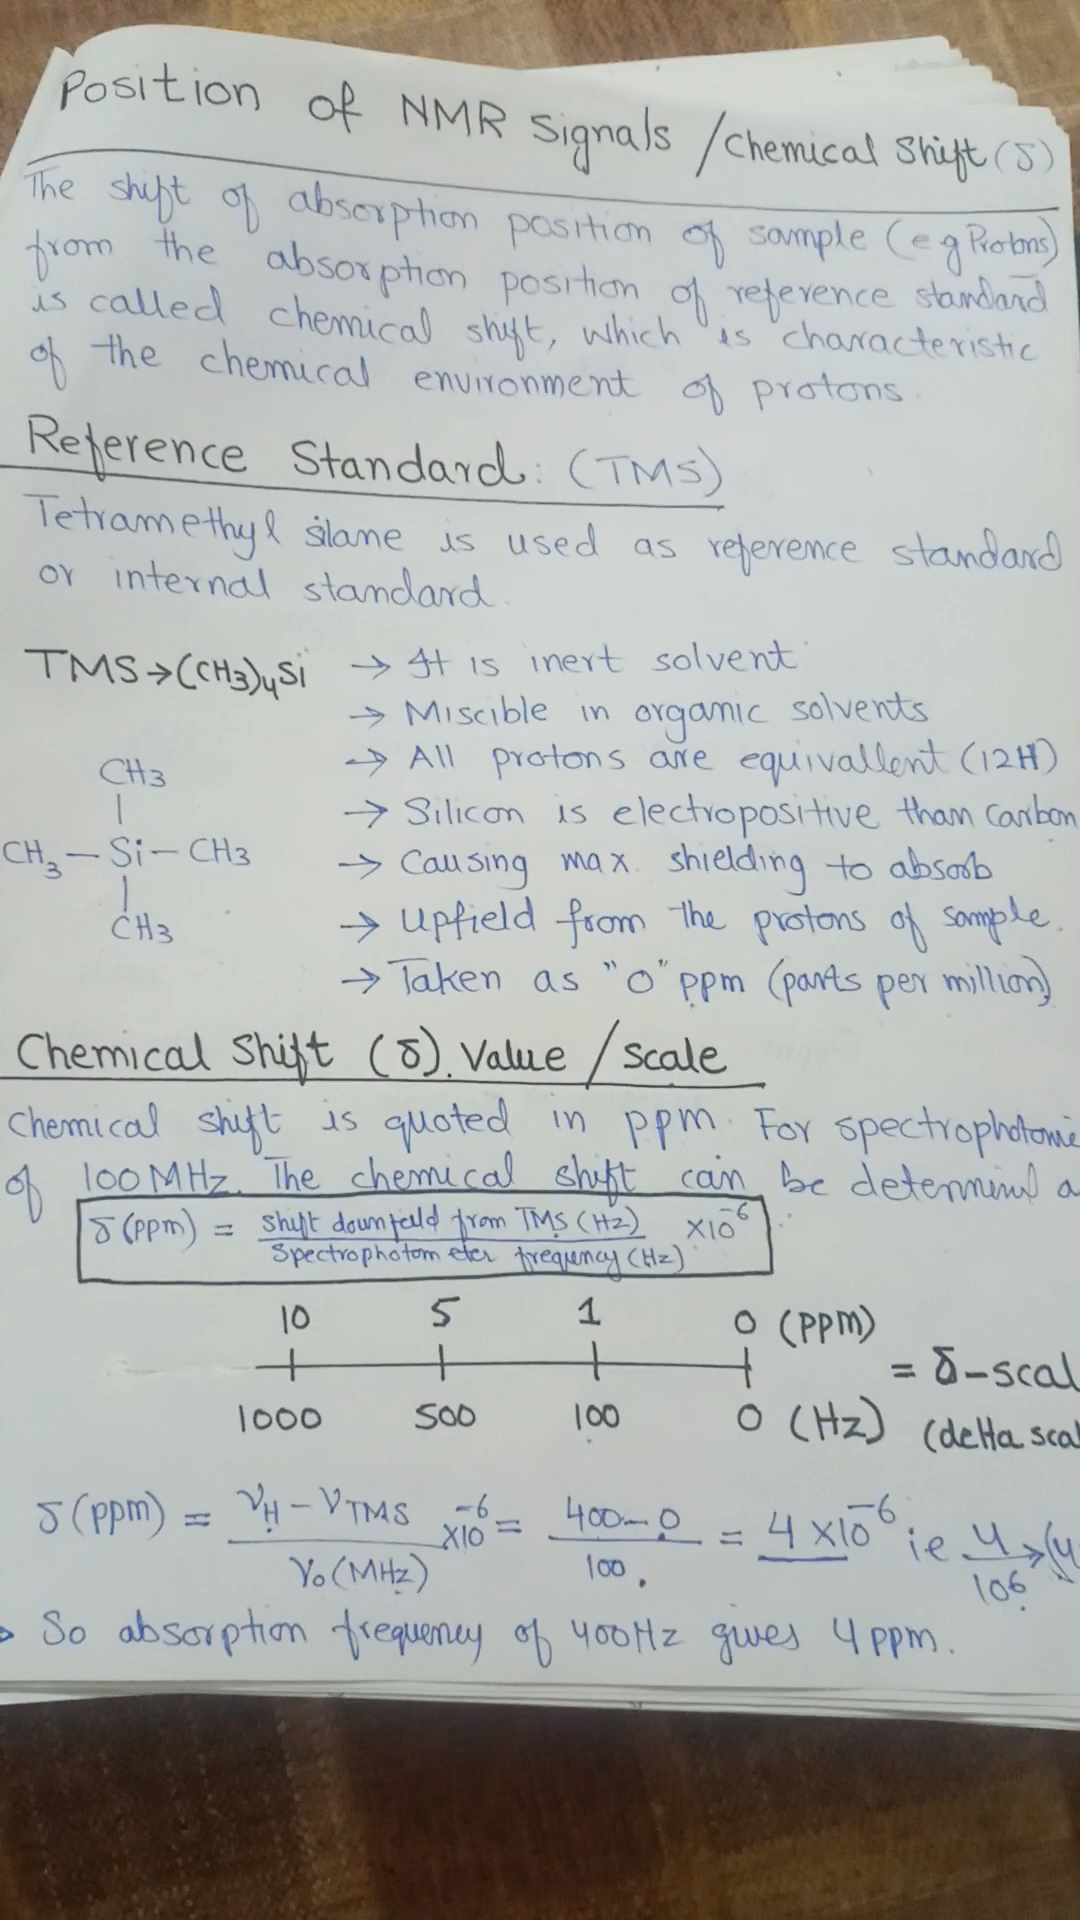 Position of NMR Signals / Chemical Shift (δ)
The shift of absorption position of sample (eg Protons)
from the absorption position of reference standard
is called chemical shift, which is characteristic
of the chemical environment of protons.
Reference Standard: (TMS)
Tetramethyl silane is used as reference standard
or internal standard.
TMS→(CH3)4Si → It is inert solvent
→ Miscible in organic solvents
→ All protons are equivallent (12H)
→ Silicon is electropositive than Carbon
→ Causing max. shielding to absorb
→ Upfield from the protons of sample.
→ Taken as "0" ppm (parts per million)
CH3
|
CH3 — Si — CH3
|
CH3
Chemical Shift (δ). Value / Scale
Chemical shift is quoted in ppm. For spectrophotome
of 100 MHz. The chemical shift can be determind a
δ (ppm) = Shift downfeild from TMS (Hz) ×10⁻⁶
Spectrophotometer frequency (Hz)
10 5 1 0 (PPM)
= δ-scal
1000 500 100 0 (Hz) (delta scal
δ (ppm) = νH − νTMS ×10⁻⁶ = 400−0 = 4 ×10⁻⁶ ie 4 → (4
ν0 (MHz) 100. 10⁶
So absorption frequency of 400Hz gives 4 ppm.